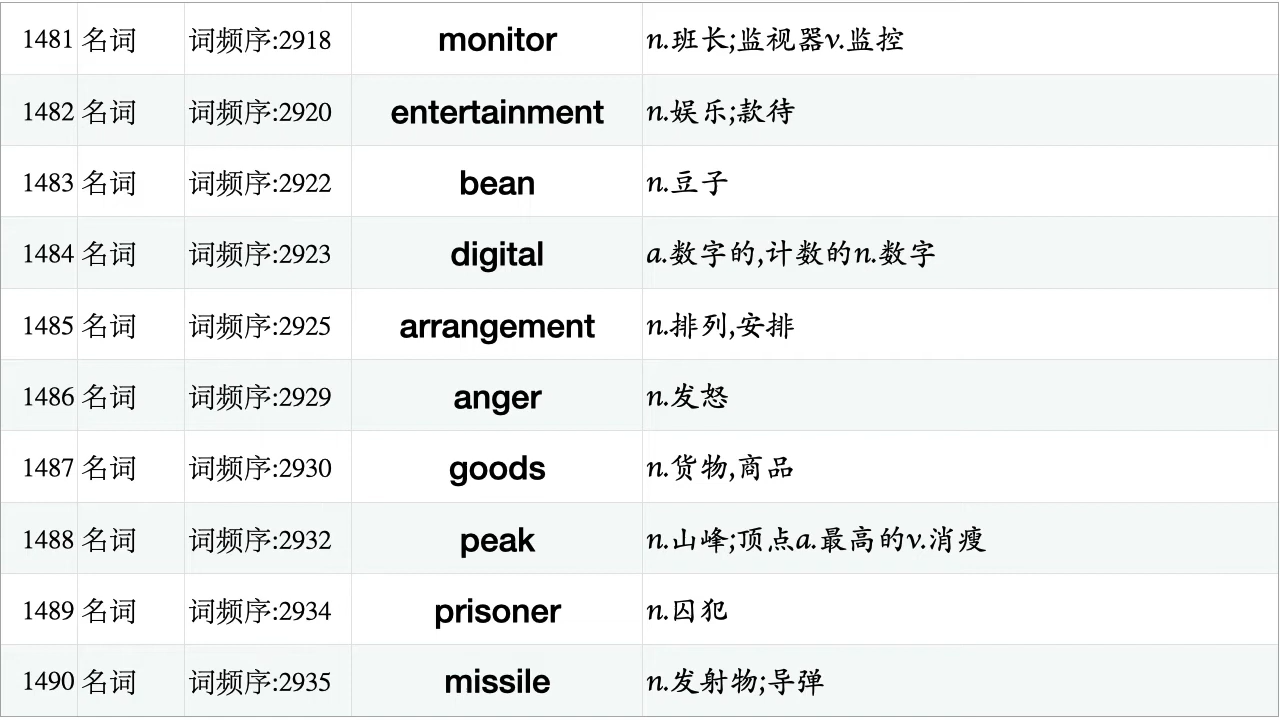 1481 名词 词频序:2918 monitor n.班长;监视器v.监控
1482 名词 词频序:2920 entertainment n.娱乐;款待
1483 名词 词频序:2922 bean n.豆子
1484 名词 词频序:2923 digital a.数字的,计数的n.数字
1485 名词 词频序:2925 arrangement n.排列,安排
1486 名词 词频序:2929 anger n.发怒
1487 名词 词频序:2930 goods n.货物,商品
1488 名词 词频序:2932 peak n.山峰;顶点a.最高的v.消瘦
1489 名词 词频序:2934 prisoner n.囚犯
1490 名词 词频序:2935 missile n.发射物;导弹